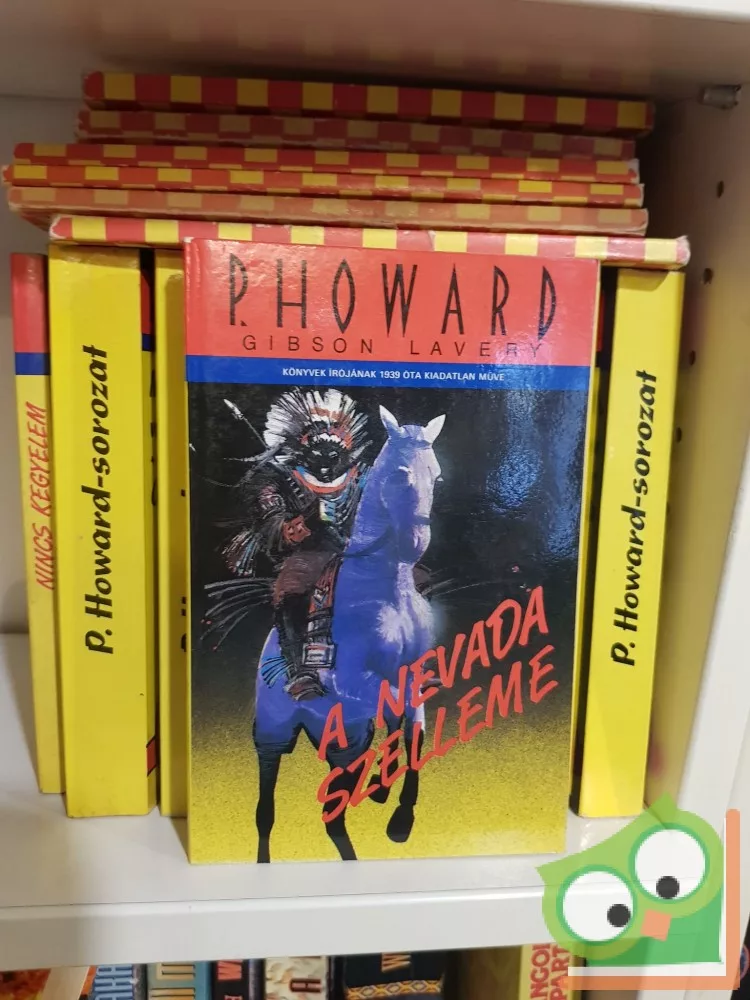 P. HOWARD
GIBSON LAVERY
KÖNYVEK ÍRÓJÁNAK 1939 ÓTA KIADATLAN MŰVE
A NEVADA
SZELLEME
NINCS KEGYELEM
P. Howard-sorozat
P. Howard-sorozat